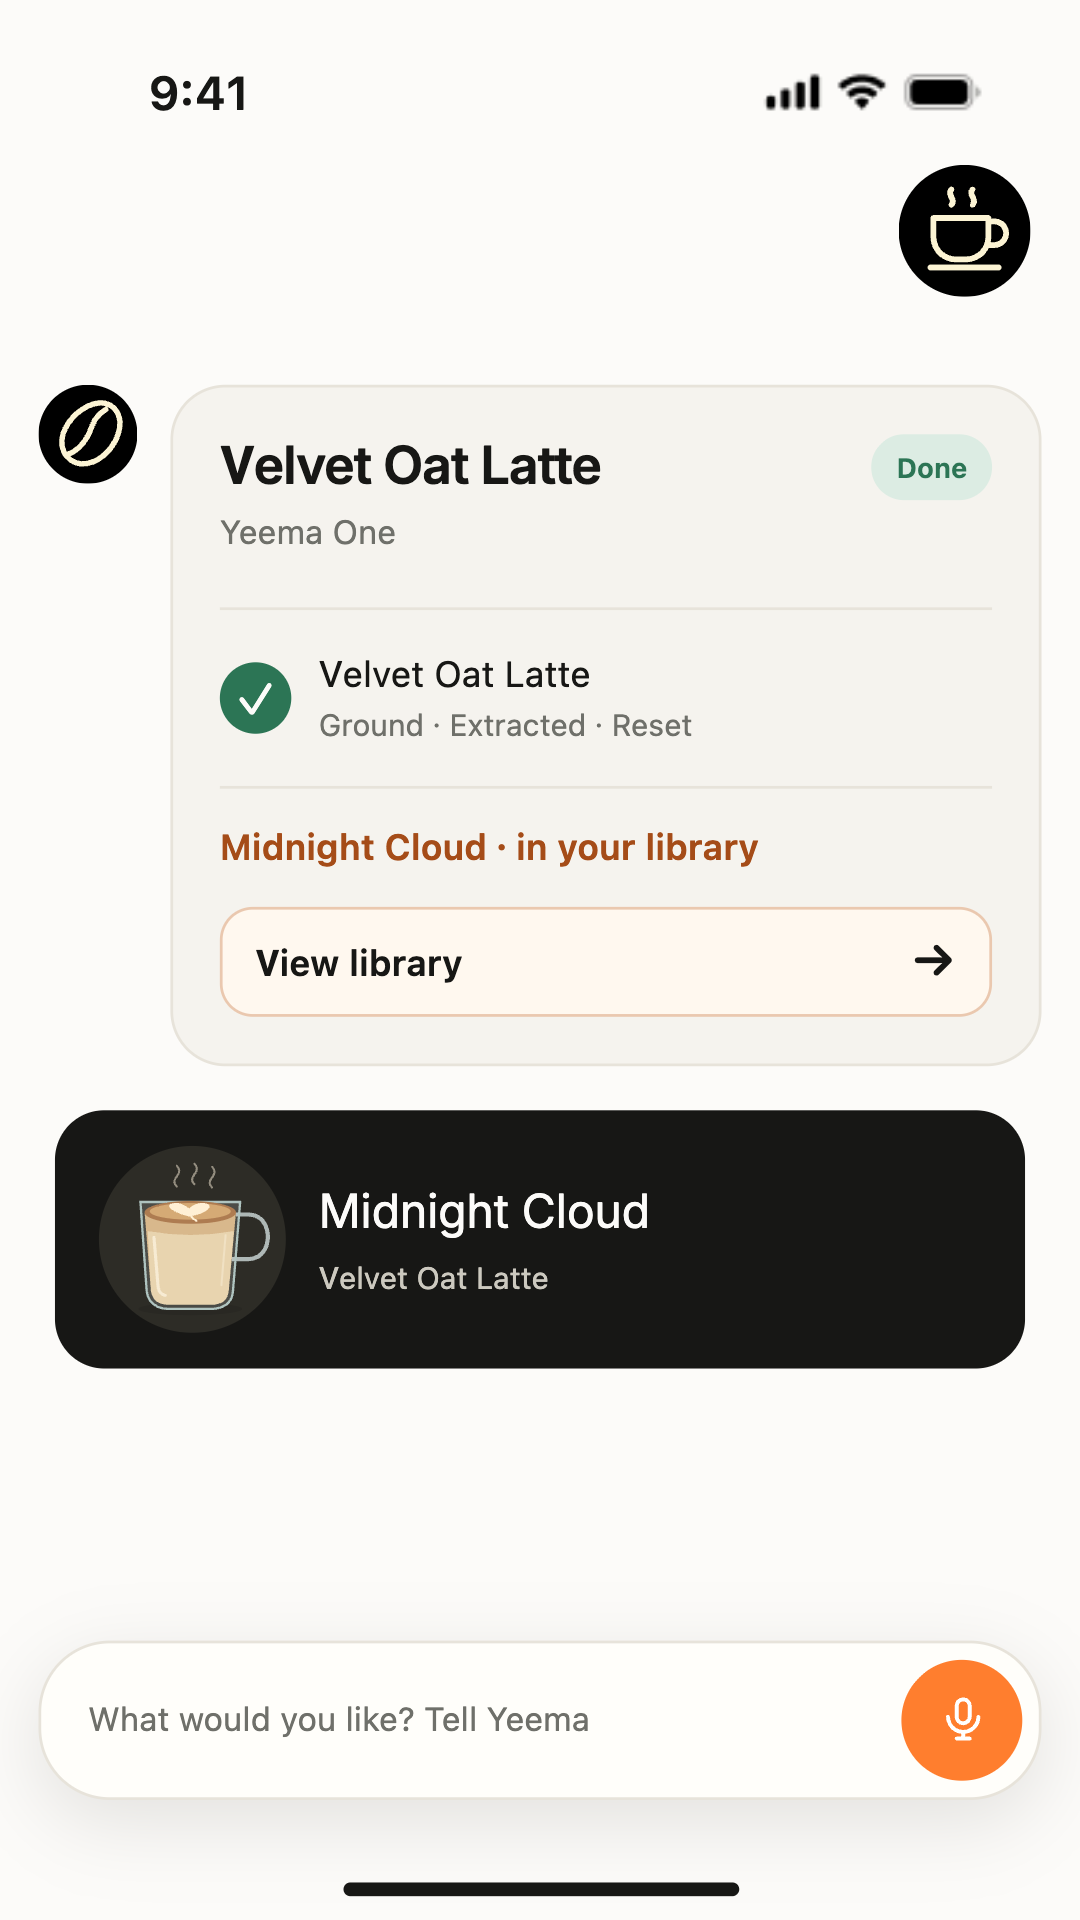 9:41
Velvet Oat Latte
Done
Yeema One
Velvet Oat Latte
Ground · Extracted · Reset
Midnight Cloud · in your library
View library
Midnight Cloud
Velvet Oat Latte
What would you like? Tell Yeema